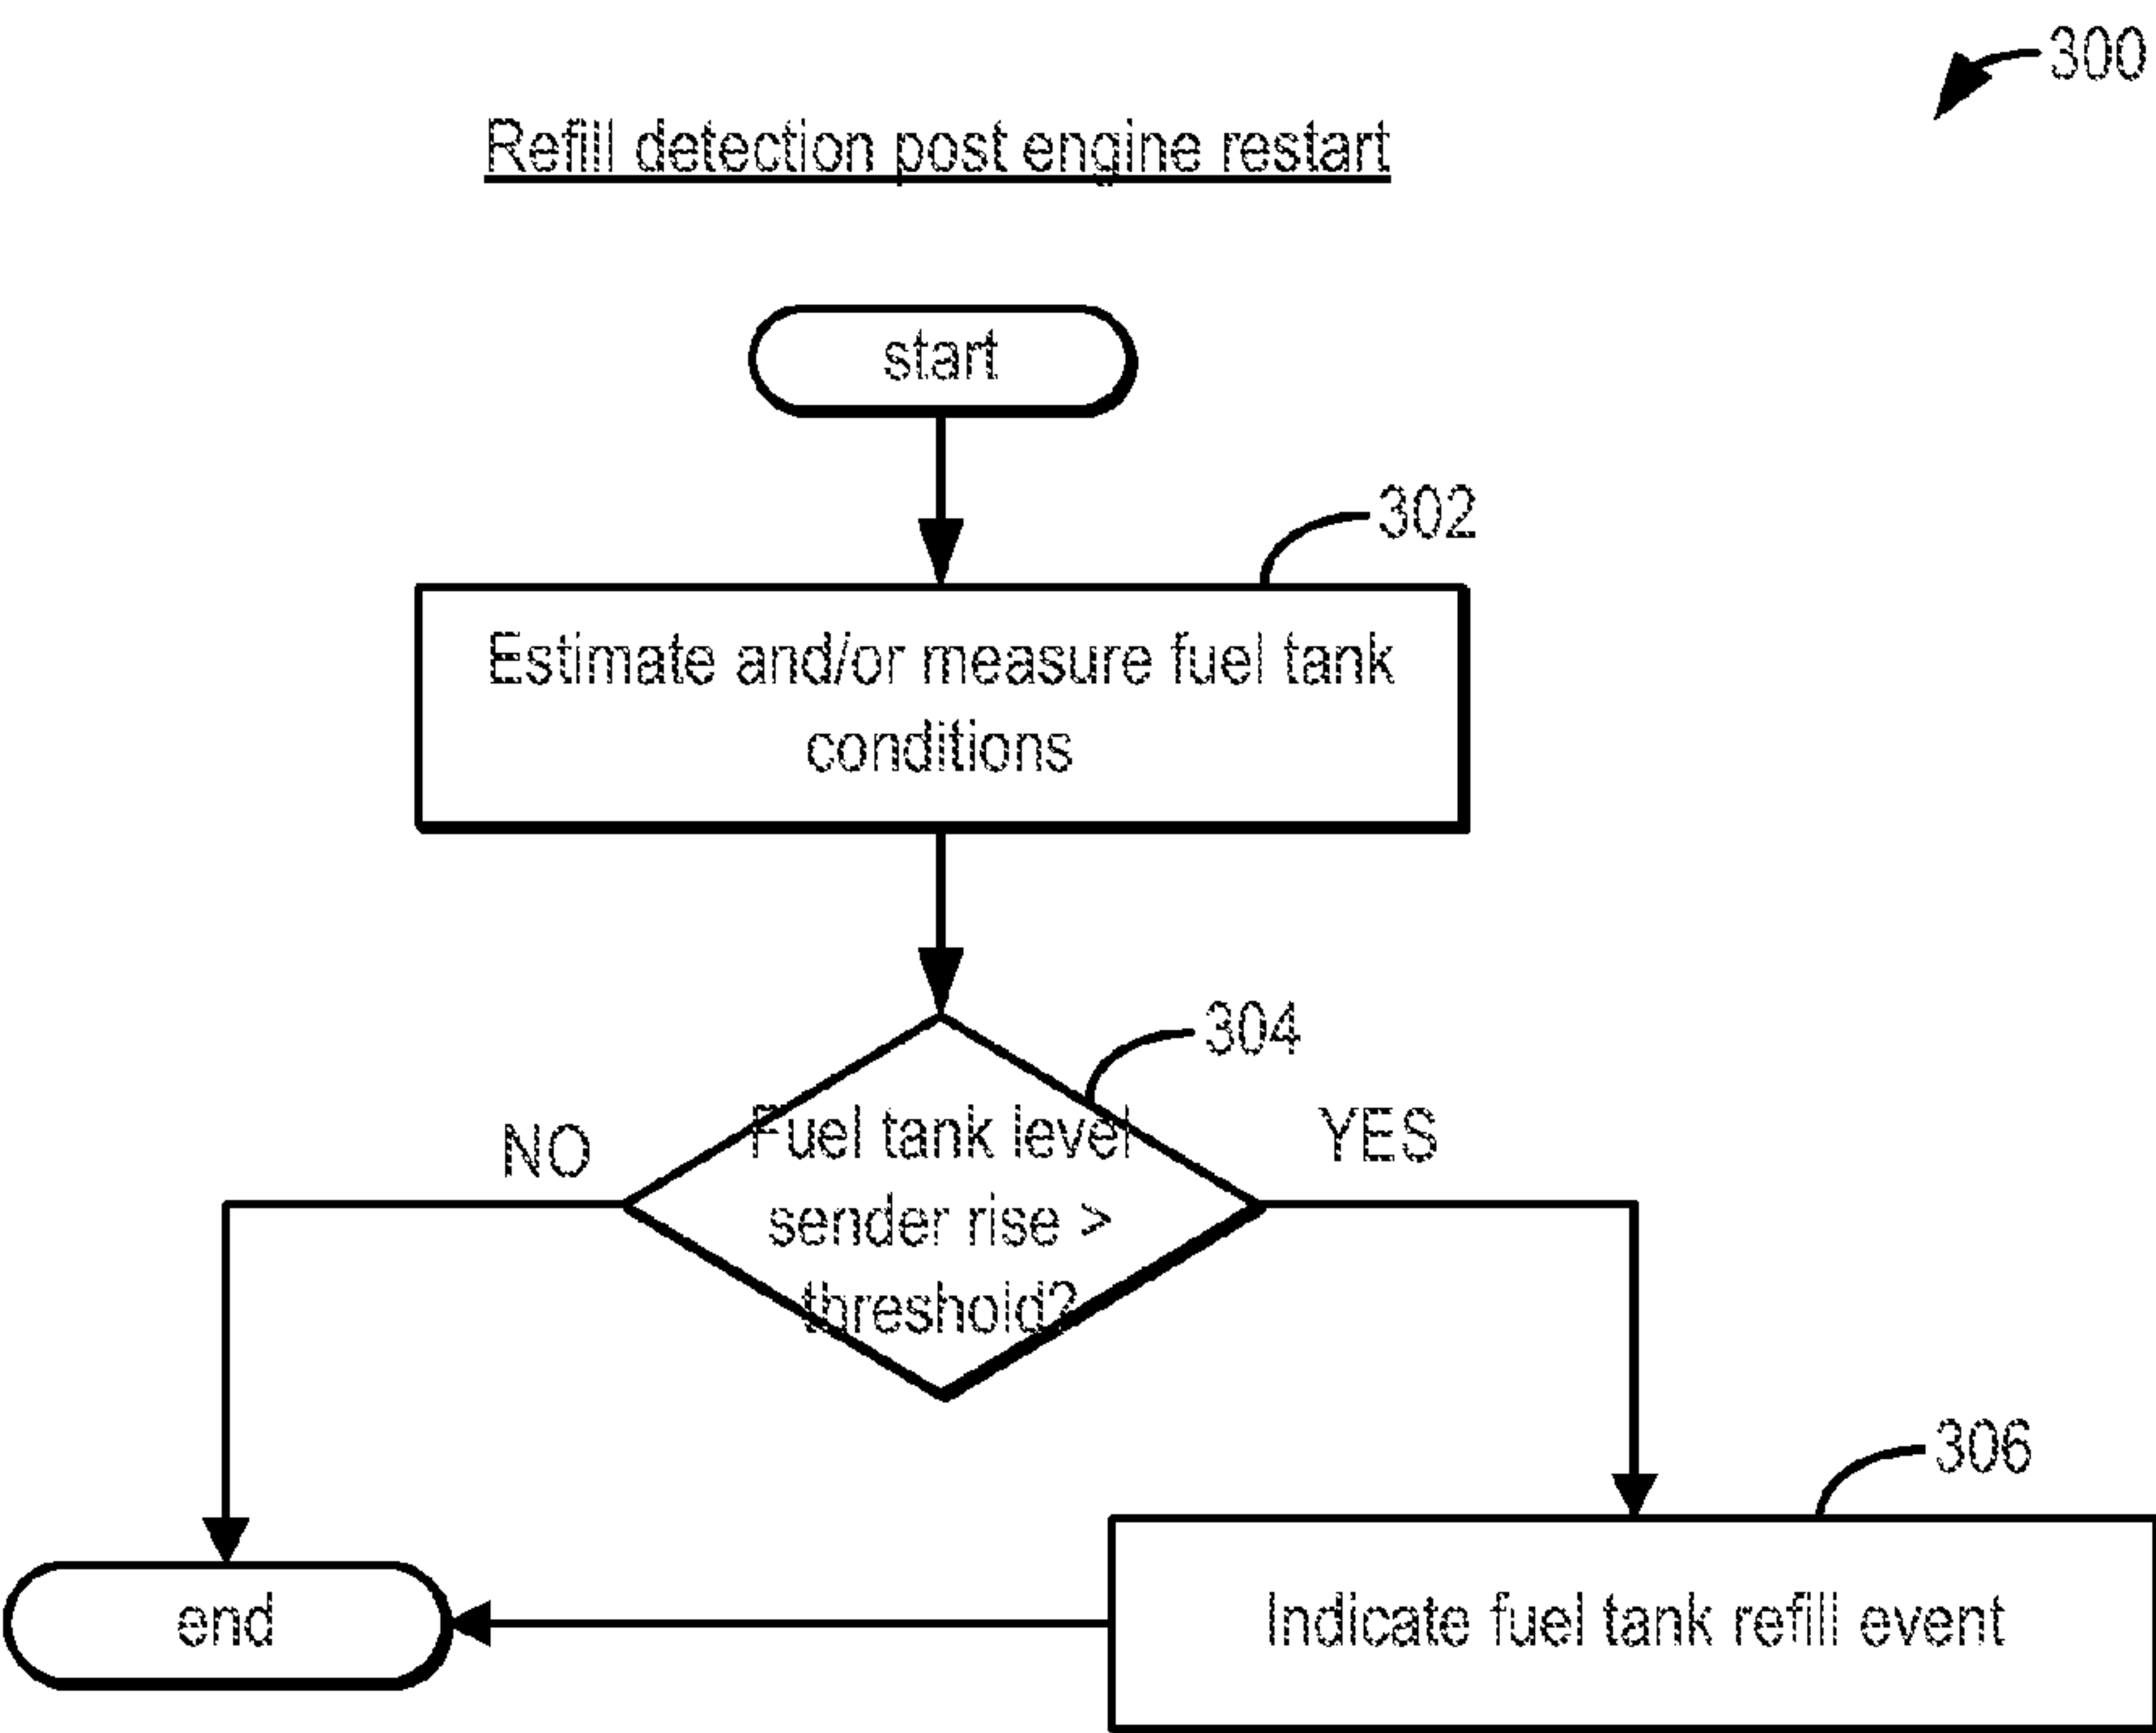 300
Refill detection post engine restart
start
302
Estimate and/or measure fuel tank
conditions
304
NO
Fuel tank level
YES
sender rise >
threshold?
306
end
Indicate fuel tank refill event